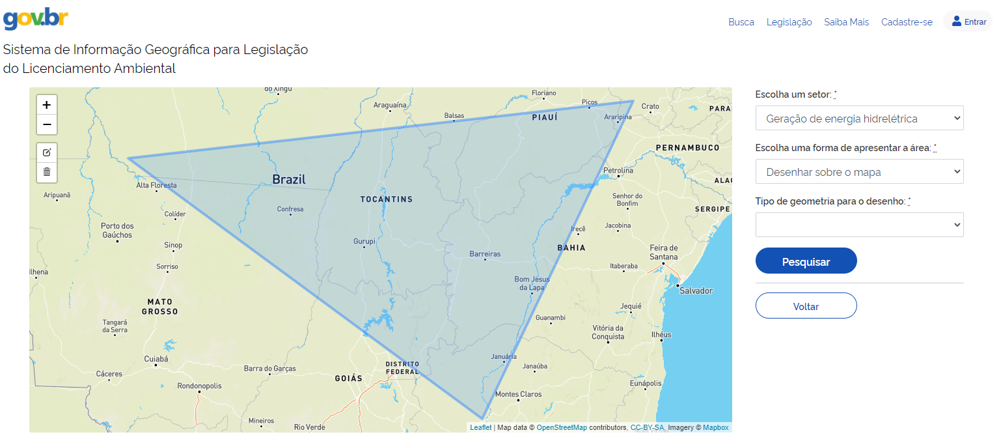 gov.br
Busca Legislação Saiba Mais Cadastre-se Entrar
Sistema de Informação Geográfica para Legislação
do Licenciamento Ambiental
+
−
do Xingu
Araguaína
Floriano
Picos
Crato
PARA
Balsas
PIAUÍ
Araripina
PERNAMBUCO
Brazil
Petrolina
ALAG
Alta Floresta
Aripuanã
TOCANTINS
Senhor do
Bonfim
SERGIPE
Confresa
Colíder
Porto dos
Gaúchos
Irecê
Jacobina
Sinop
Gurupi
BAHIA
Feira de
Santana
Barreiras
Sorriso
Itaberaba
ilhena
Bom Jesus
da Lapa
Salvador
MATO
GROSSO
Jequié
Tangará
da Serra
Guanambi
Vitória da
Conquista
Ilhéus
Cuiabá
Januária
DISTRITO
FEDERAL
Janaúba
Barra do Garças
Cáceres
GOIÁS
Rondonopolis
Eunápolis
Montes Claros
Mineiros
Rio Verde
Leaflet | Map data © OpenStreetMap contributors, CC-BY-SA, Imagery © Mapbox
Escolha um setor: *
Geração de energia hidrelétrica
Escolha uma forma de apresentar a área: *
Desenhar sobre o mapa
Tipo de geometria para o desenho: *
Pesquisar
Voltar